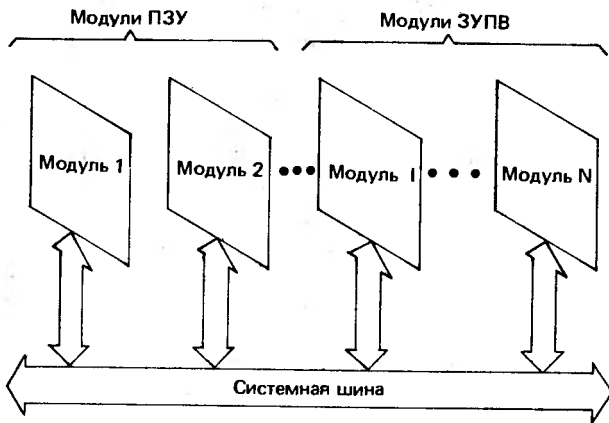 Модули ПЗУ
Модули ЗУПВ
Модуль 1
Модуль 2
Модуль I
Модуль N
Системная шина